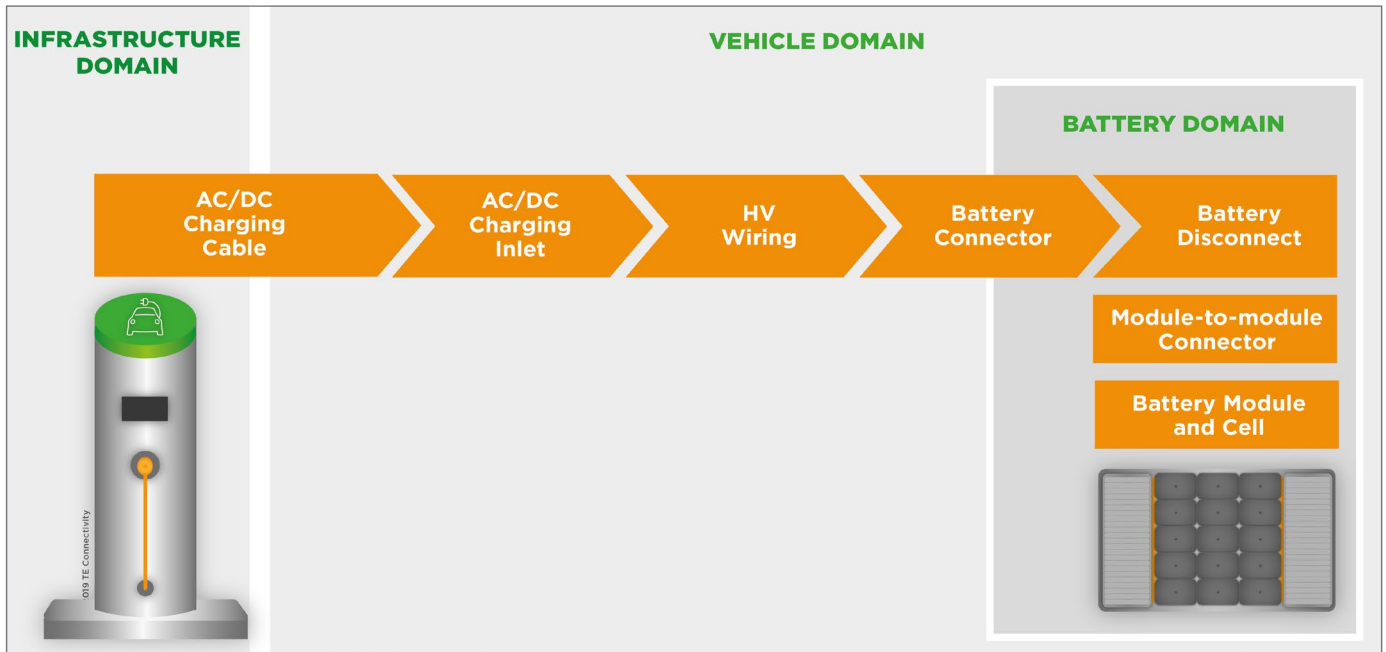 INFRASTRUCTURE
DOMAIN
VEHICLE DOMAIN
BATTERY DOMAIN
AC/DC
Charging
Cable
AC/DC
Charging
Inlet
HV
Wiring
Battery
Connector
Battery
Disconnect
Module-to-module
Connector
Battery Module
and Cell
2019 TE Connectivity